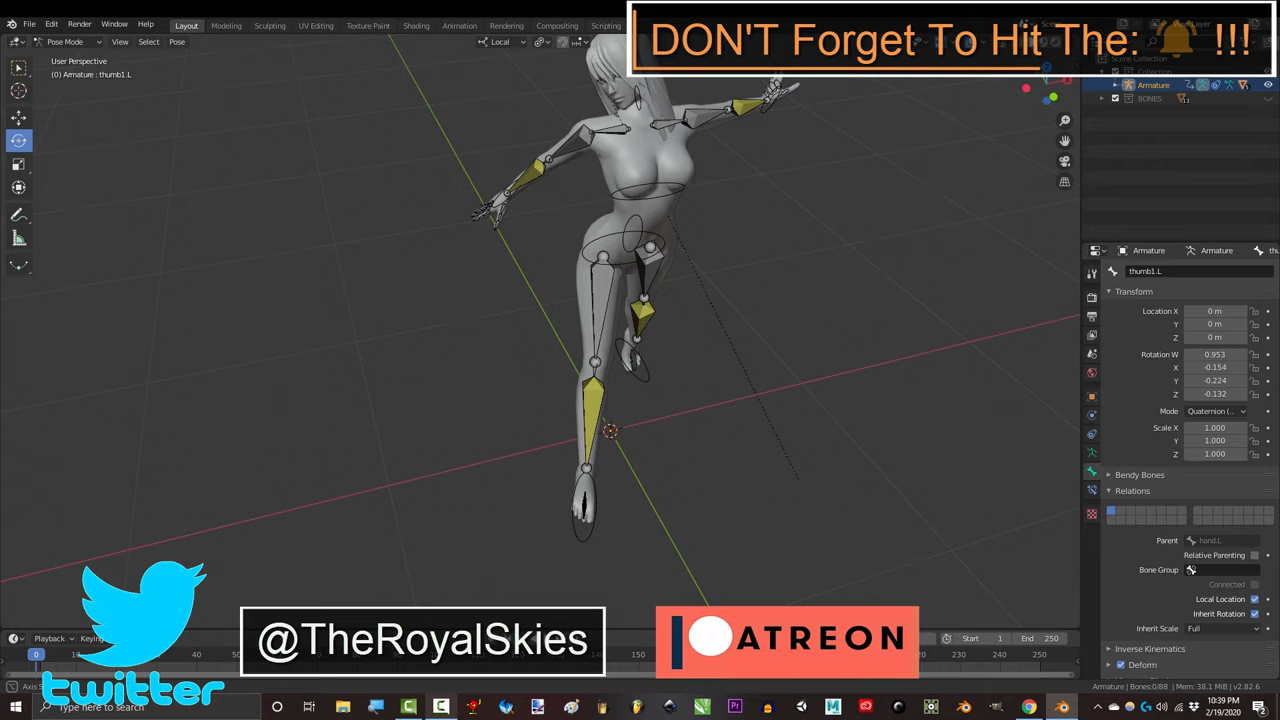 File Edit Render Window Help Layout Modeling Sculpting UV Editing Texture Paint Shading Animation Rendering Compositing Scripting
DON'T Forget To Hit The: !!!
Pose Mode View Select Pose Local
User Perspective
(0) Armature : thumb1.L
Scene Collection
Armature
BONES
Armature Armature
thumb1.L
Transform
Location X 0 m
Y 0 m
Z 0 m
Rotation W 0.953
X -0.154
Y -0.224
Z -0.132
Mode Quaternion (..
Scale X 1.000
Y 1.000
Z 1.000
Bendy Bones
Relations
Parent hand.L
Relative Parenting
Bone Group
Connected
Local Location
Inherit Rotation
Inherit Scale Full
Inverse Kinematics
Deform
@TheRoyalSkies
PATREON
twitter
Playback Keying Start 1 End 250
0 10 150 210 220 230 240 250
Armature | Bones:0/88 | Mem: 38.1 MiB | v2.82.6
Type here to search
10:39 PM
2/19/2020